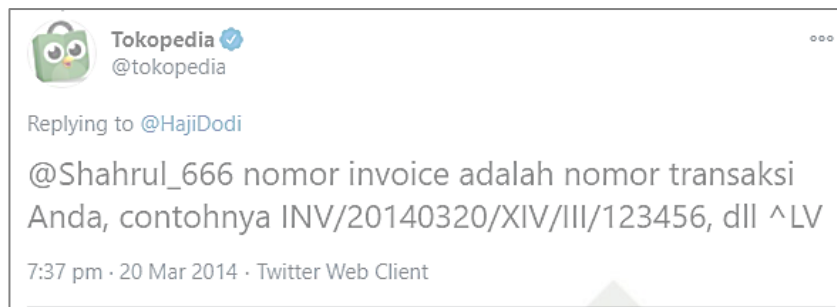 Tokopedia
@tokopedia
Replying to @HajiDodi
@Shahrul_666 nomor invoice adalah nomor transaksi
Anda, contohnya INV/20140320/XIV/III/123456, dll ^LV
7:37 pm · 20 Mar 2014 · Twitter Web Client